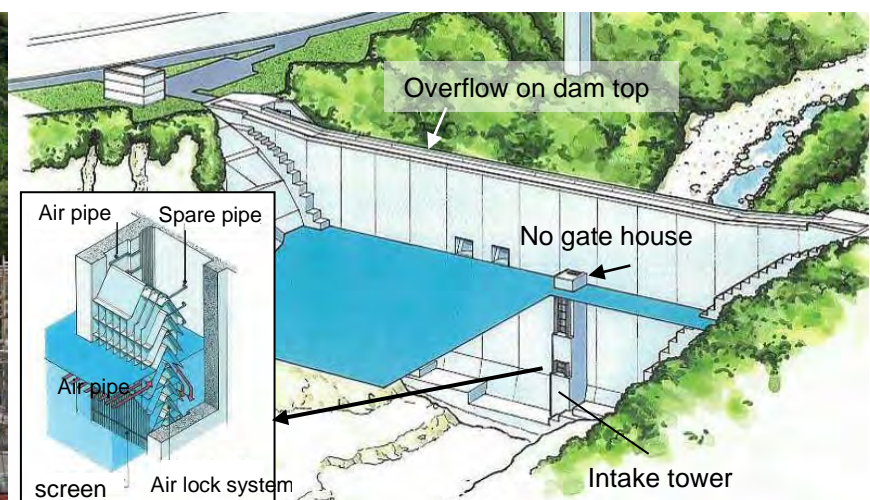 Overflow on dam top
Air pipe
Spare pipe
No gate house
Air pipe
screen
Air lock system
Intake tower